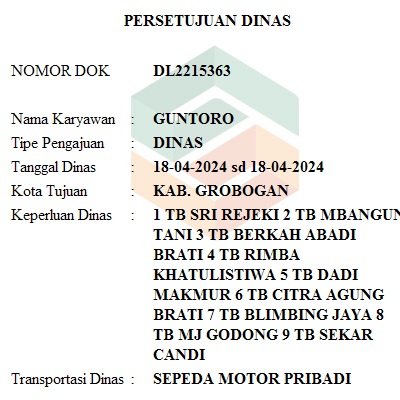 PERSETUJUAN DINAS
NOMOR DOK DL2215363
Nama Karyawan : GUNTORO
Tipe Pengajuan : DINAS
Tanggal Dinas : 18-04-2024 sd 18-04-2024
Kota Tujuan : KAB. GROBOGAN
Keperluan Dinas : 1 TB SRI REJEKI 2 TB MBANGUN
TANI 3 TB BERKAH ABADI
BRATI 4 TB RIMBA
KHATULISTIWA 5 TB DADI
MAKMUR 6 TB CITRA AGUNG
BRATI 7 TB BLIMBING JAYA 8
TB MJ GODONG 9 TB SEKAR
CANDI
Transportasi Dinas : SEPEDA MOTOR PRIBADI